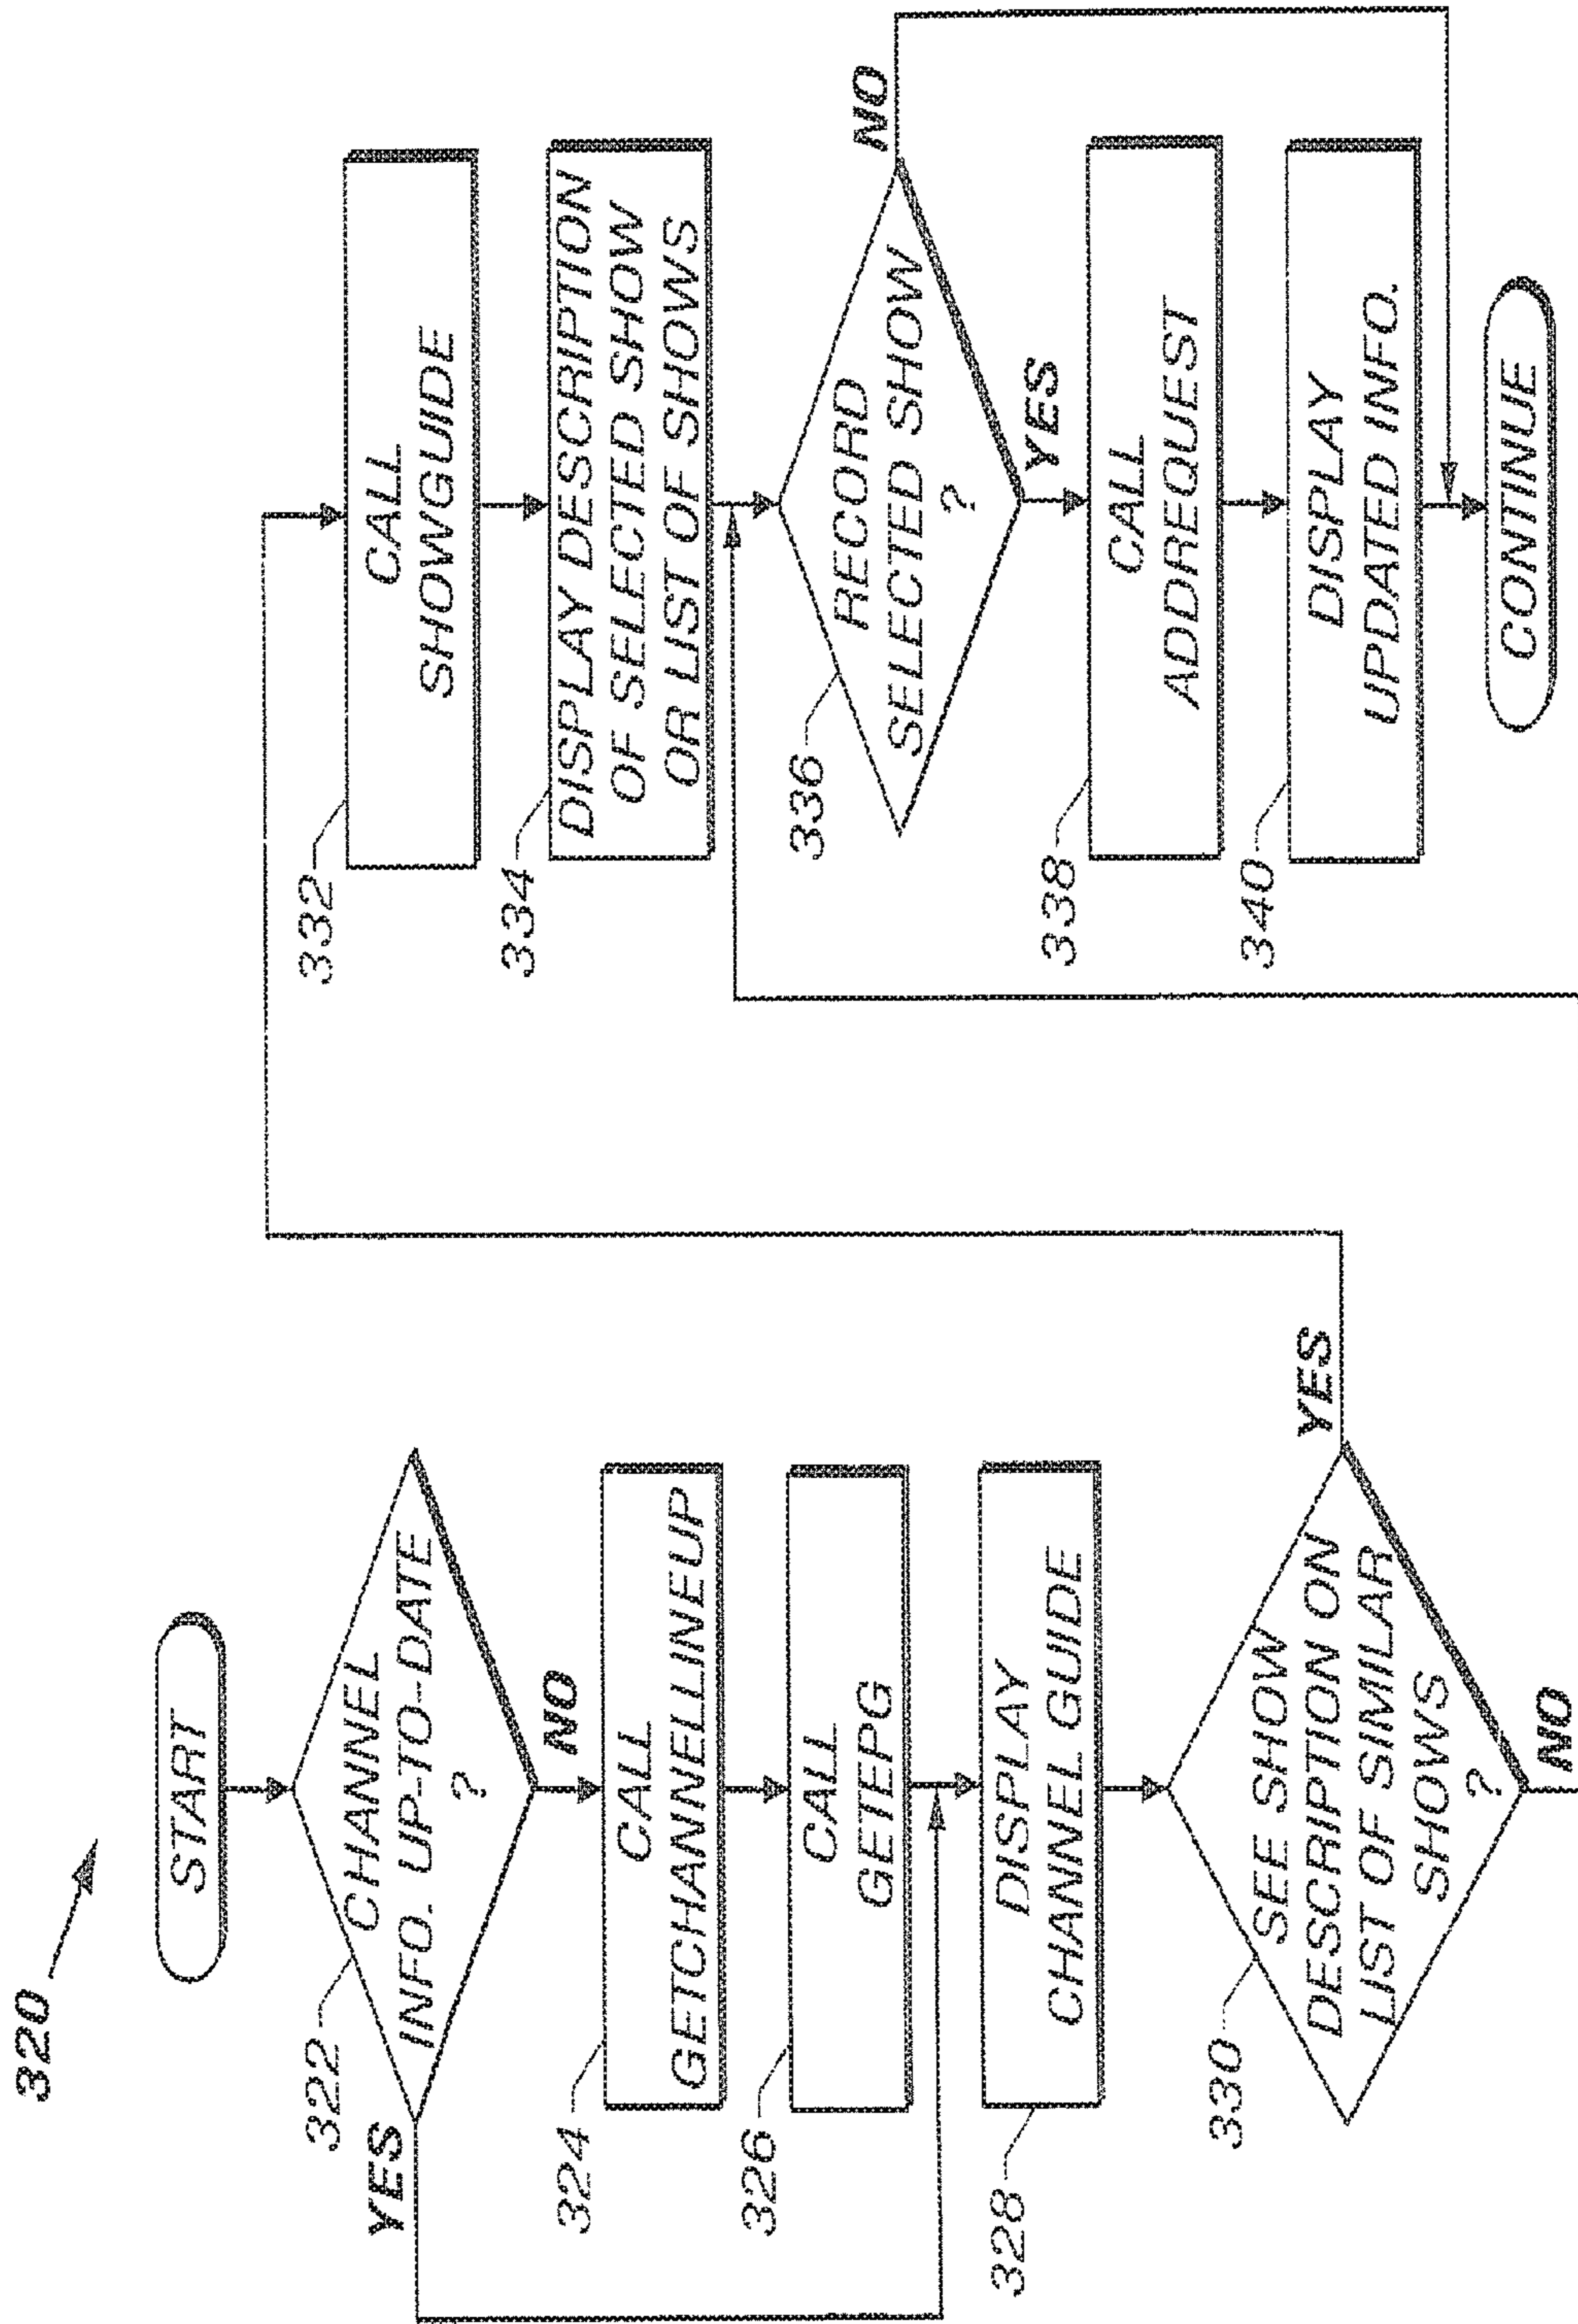 320
START
322
CHANNEL
INFO. UP-TO-DATE
?
YES
NO
324
CALL
GETCHANNELLINEUP
326
CALL
GETEPG
328
DISPLAY
CHANNEL GUIDE
330
SEE SHOW
DESCRIPTION ON
LIST OF SIMILAR
SHOWS
?
YES
NO
332
CALL
SHOWGUIDE
334
DISPLAY DESCRIPTION
OF SELECTED SHOW
OR LIST OF SHOWS
336
RECORD
SELECTED SHOW
?
NO
YES
338
CALL
ADDREQUEST
340
DISPLAY
UPDATED INFO.
CONTINUE